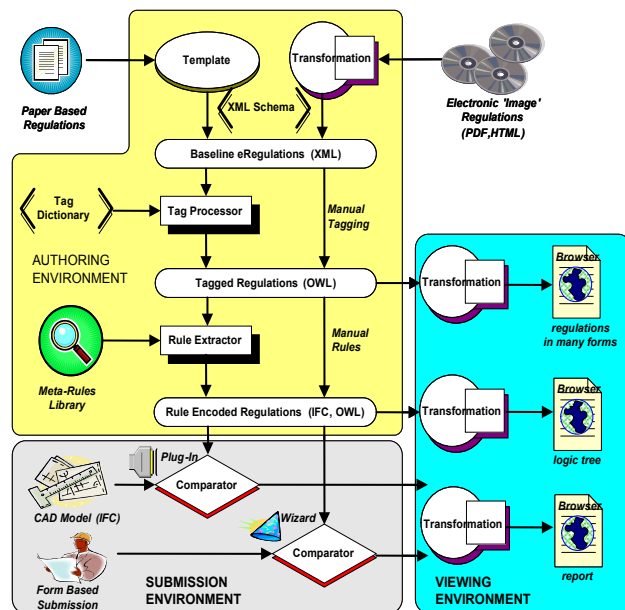 Template
Transformation
Paper Based
Regulations
XML Schema
Electronic 'Image'
Regulations
(PDF,HTML)
Baseline eRegulations (XML)
Tag
Dictionary
Tag Processor
Manual
Tagging
AUTHORING
ENVIRONMENT
Tagged Regulations (OWL)
Transformation
Browser
regulations
in many forms
Rule Extractor
Manual
Rules
Meta-Rules
Library
Rule Encoded Regulations (IFC, OWL)
Transformation
Browser
logic tree
Plug-In
Comparator
CAD Model (IFC)
Wizard
Comparator
Transformation
Browser
report
Form Based
Submission
SUBMISSION
ENVIRONMENT
VIEWING
ENVIRONMENT